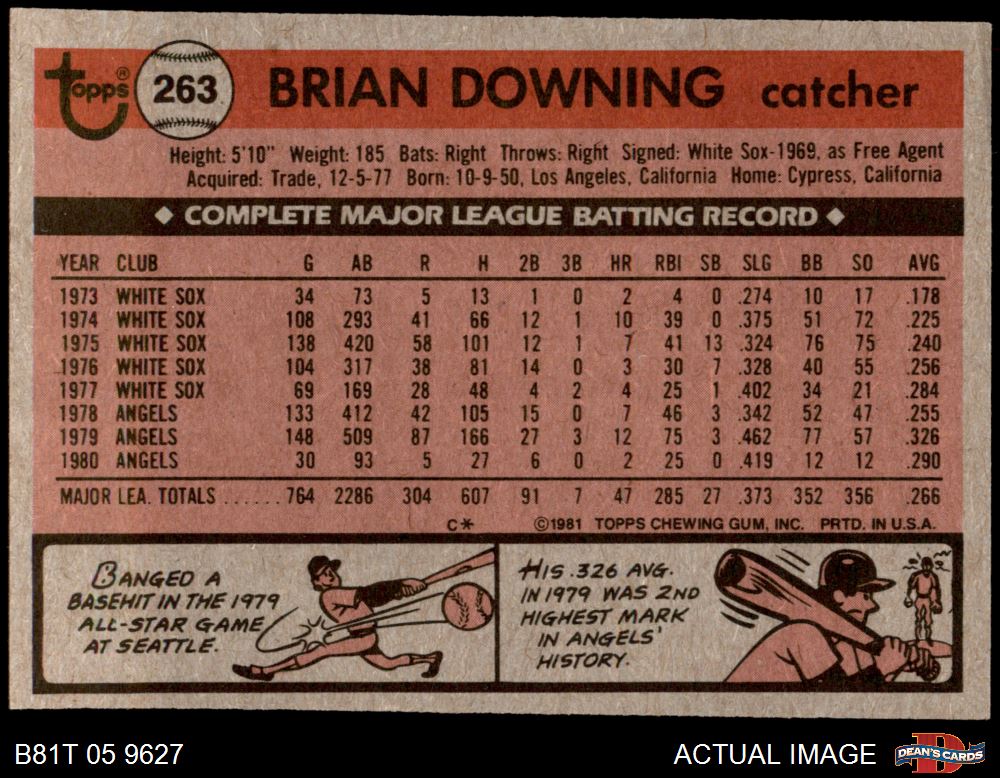 topps® 263 BRIAN DOWNING catcher
Height: 5'10" Weight: 185 Bats: Right Throws: Right Signed: White Sox-1969, as Free Agent
Acquired: Trade, 12-5-77 Born: 10-9-50, Los Angeles, California Home: Cypress, California
◆ COMPLETE MAJOR LEAGUE BATTING RECORD ◆
YEAR CLUB G AB R H 2B 3B HR RBI SB SLG BB SO AVG
1973 WHITE SOX 34 73 5 13 1 0 2 4 0 .274 10 17 .178
1974 WHITE SOX 108 293 41 66 12 1 10 39 0 .375 51 72 .225
1975 WHITE SOX 138 420 58 101 12 1 7 41 13 .324 76 75 .240
1976 WHITE SOX 104 317 38 81 14 0 3 30 7 .328 40 55 .256
1977 WHITE SOX 69 169 28 48 4 2 4 25 1 .402 34 21 .284
1978 ANGELS 133 412 42 105 15 0 7 46 3 .342 52 47 .255
1979 ANGELS 148 509 87 166 27 3 12 75 3 .462 77 57 .326
1980 ANGELS 30 93 5 27 6 0 2 25 0 .419 12 12 .290
MAJOR LEA. TOTALS ...... 764 2286 304 607 91 7 47 285 27 .373 352 356 .266
C* ©1981 TOPPS CHEWING GUM, INC. PRTD. IN U.S.A.
BANGED A
BASEHIT IN THE 1979
ALL-STAR GAME
AT SEATTLE.
HIS .326 AVG.
IN 1979 WAS 2ND
HIGHEST MARK
IN ANGELS'
HISTORY.
B81T 05 9627 ACTUAL IMAGE DEAN'S CARDS